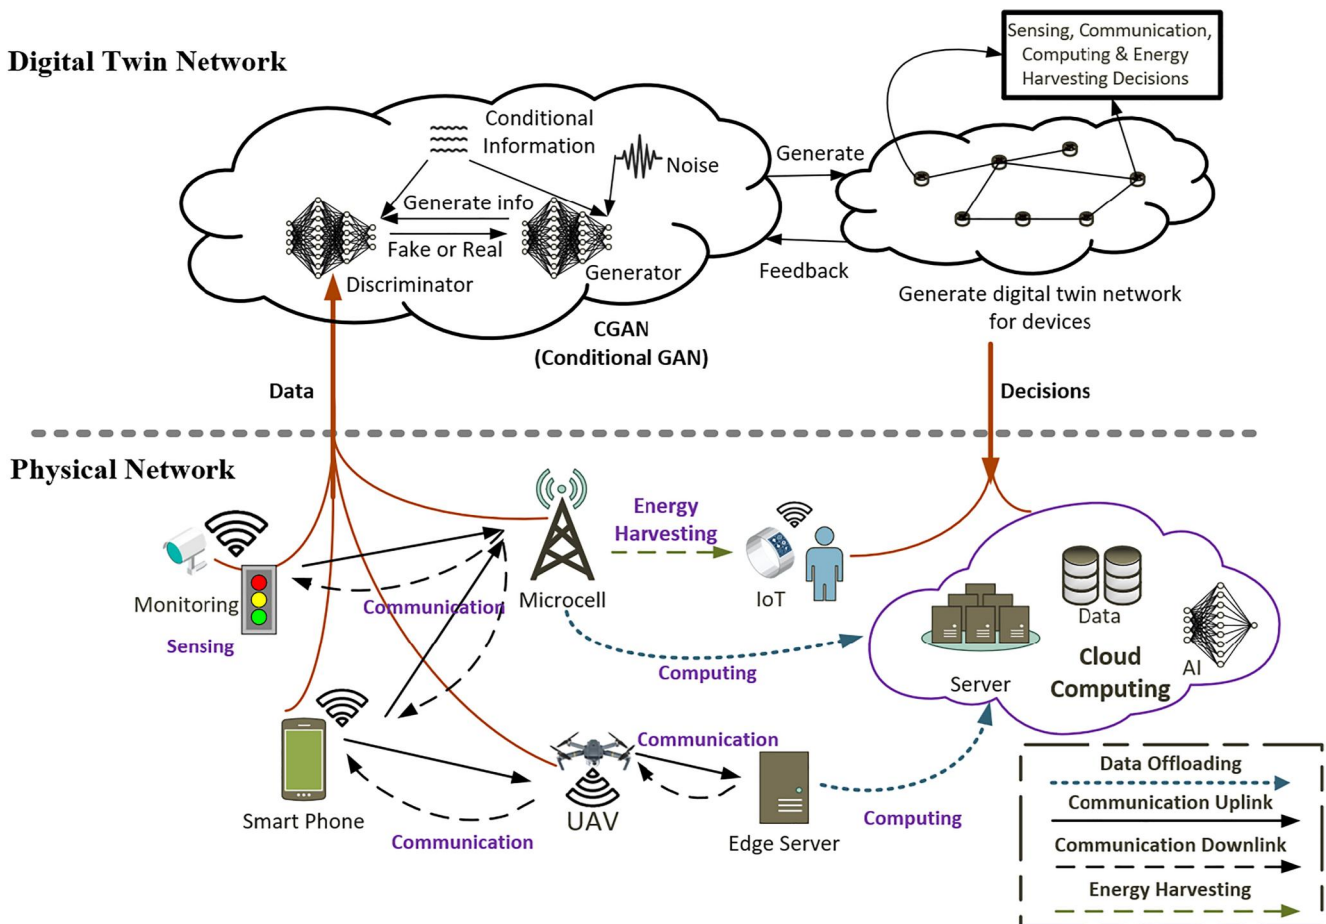 Digital Twin Network
Sensing, Communication,
Computing & Energy
Harvesting Decisions
Conditional
Information
Noise
Generate
Generate info
Fake or Real
Discriminator
Generator
Feedback
CGAN
(Conditional GAN)
Generate digital twin network
for devices
Data
Decisions
Physical Network
Monitoring
Sensing
Communication
Microcell
Energy
Harvesting
IoT
Computing
Server
Data
Cloud
Computing
AI
Smart Phone
Communication
UAV
Communication
Edge Server
Computing
Data Offloading
Communication Uplink
Communication Downlink
Energy Harvesting